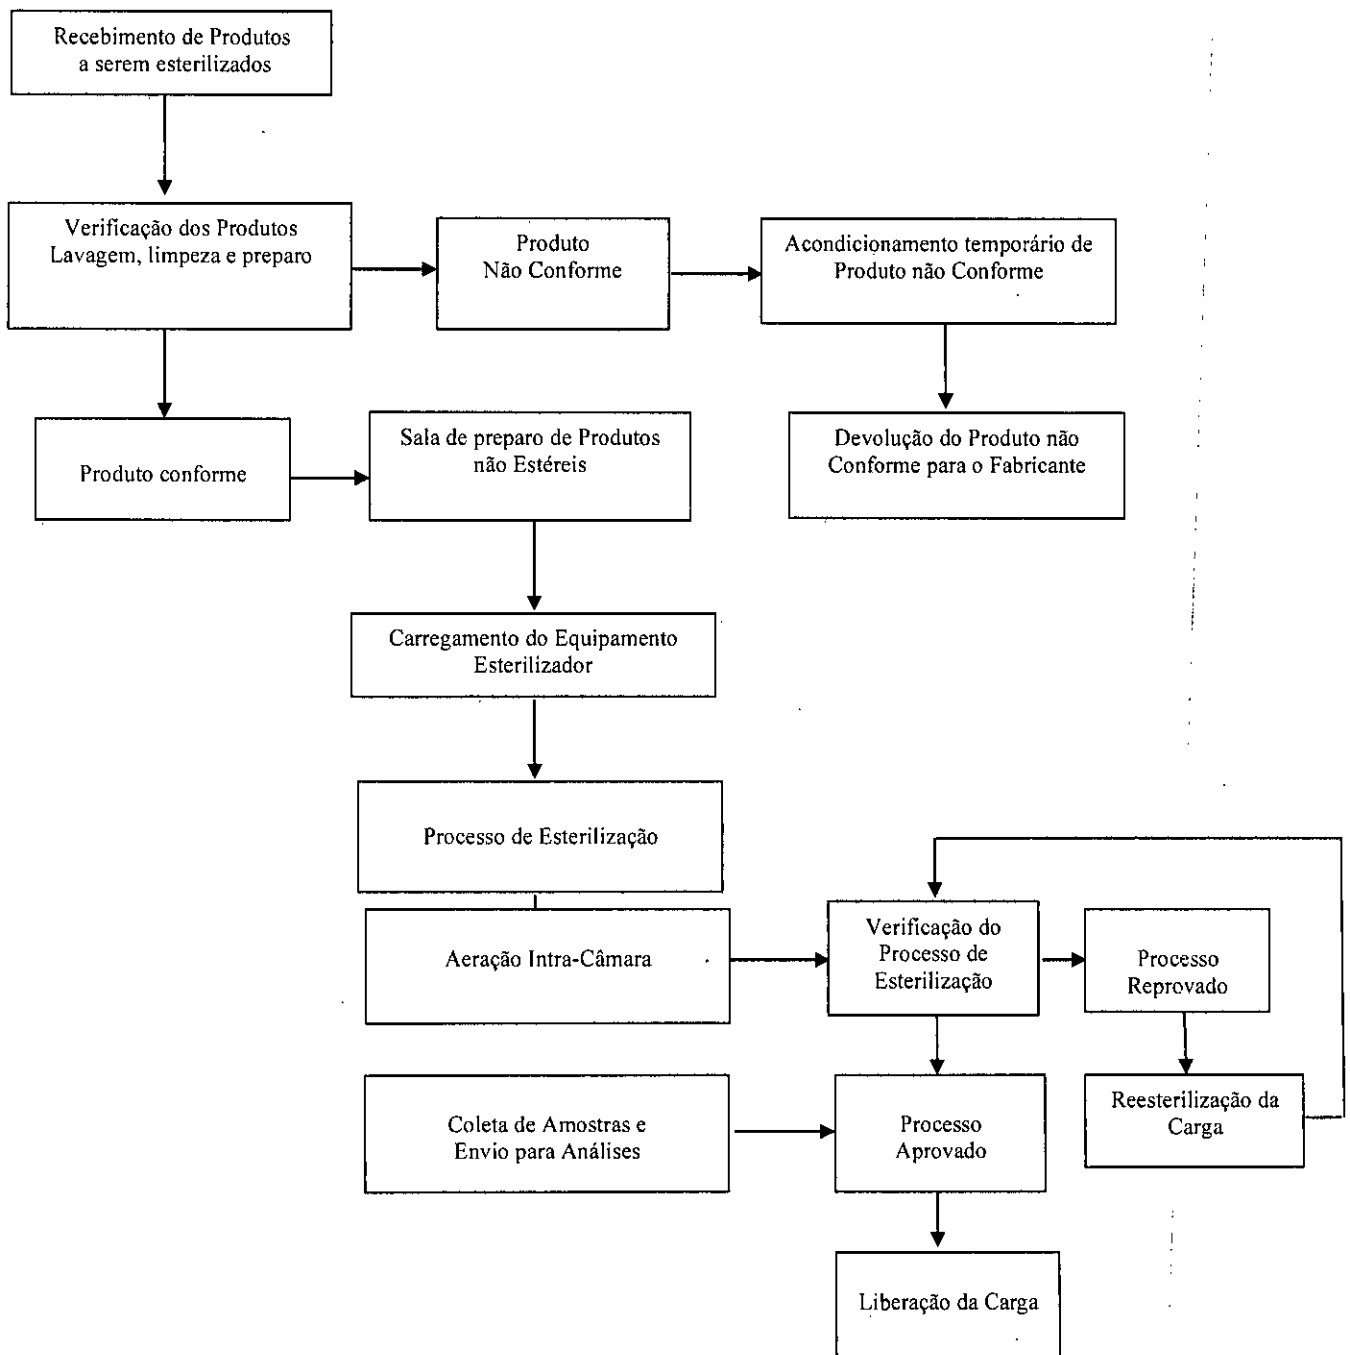 Recebimento de Produtos
a serem esterilizados
Verificação dos Produtos
Lavagem, limpeza e preparo
Produto
Não Conforme
Acondicionamento temporário de
Produto não Conforme
Produto conforme
Sala de preparo de Produtos
não Estéreis
Devolução do Produto não
Conforme para o Fabricante
Carregamento do Equipamento
Esterilizador
Processo de Esterilização
Aeração Intra-Câmara
Verificação do
Processo de
Esterilização
Processo
Reprovado
Coleta de Amostras e
Envio para Análises
Processo
Aprovado
Reesterilização da
Carga
Liberação da Carga